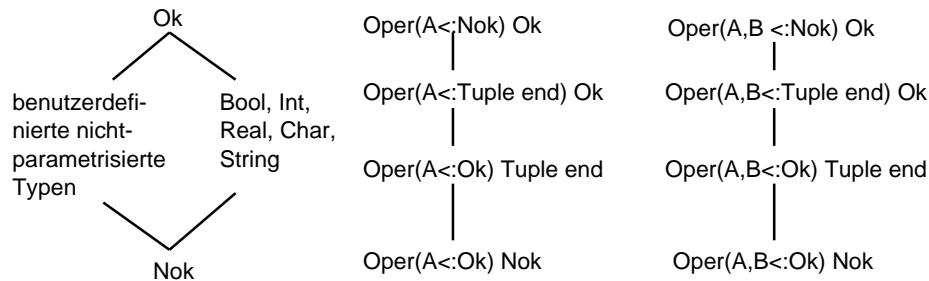 Ok
benutzerdefi-
nierte nicht-
parametrisierte
Typen
Bool, Int,
Real, Char,
String
Nok
Oper(A<:Nok) Ok
Oper(A<:Tuple end) Ok
Oper(A<:Ok) Tuple end
Oper(A<:Ok) Nok
Oper(A,B <:Nok) Ok
Oper(A,B<:Tuple end) Ok
Oper(A,B<:Ok) Tuple end
Oper(A,B<:Ok) Nok